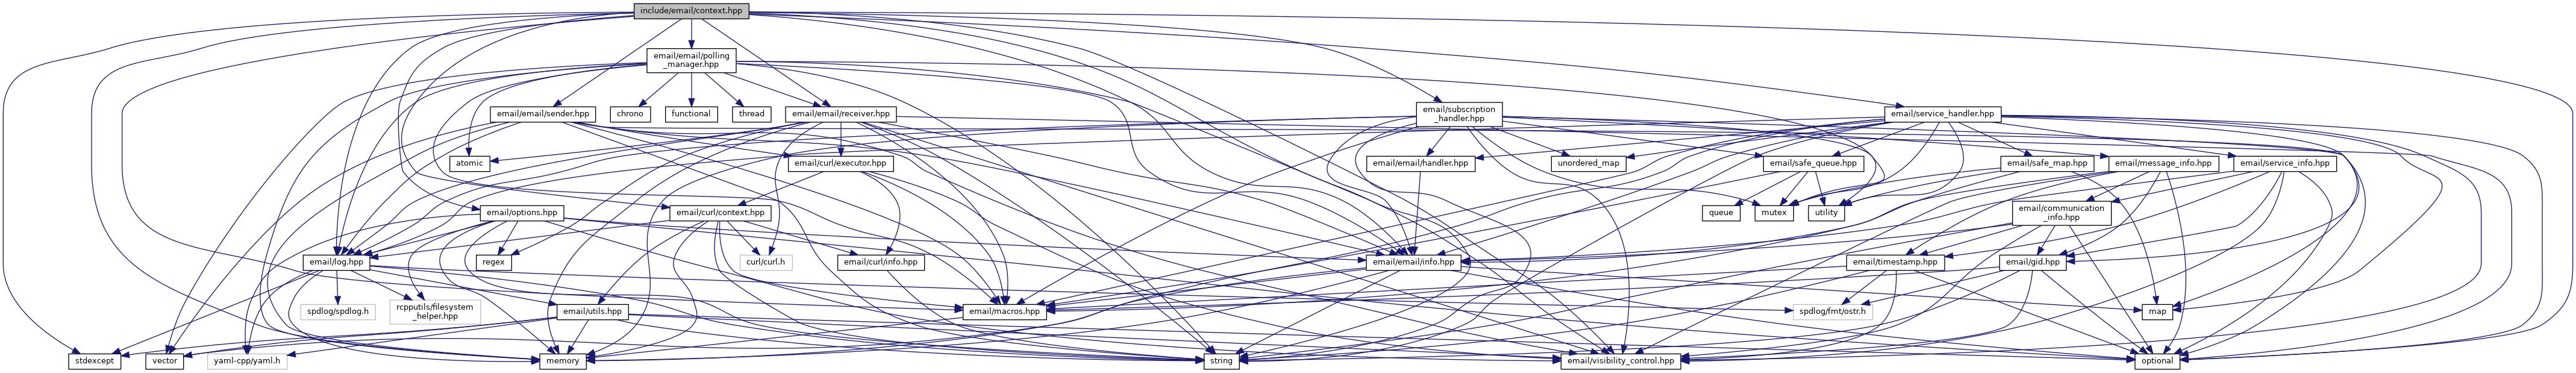 include/email/context.hpp
email/email/polling
_manager.hpp
email/email/sender.hpp
chrono
functional
thread
email/email/receiver.hpp
email/subscription
_handler.hpp
email/service_handler.hpp
atomic
email/curl/executor.hpp
email/email/handler.hpp
unordered_map
email/safe_queue.hpp
email/safe_map.hpp
email/message_info.hpp
email/service_info.hpp
email/options.hpp
email/curl/context.hpp
queue
mutex
utility
email/communication
_info.hpp
email/log.hpp
regex
curl/curl.h
email/curl/info.hpp
email/email/info.hpp
email/timestamp.hpp
email/gid.hpp
spdlog/spdlog.h
rcpputils/filesystem
_helper.hpp
email/utils.hpp
email/macros.hpp
spdlog/fmt/ostr.h
map
stdexcept
vector
yaml-cpp/yaml.h
memory
string
email/visibility_control.hpp
optional